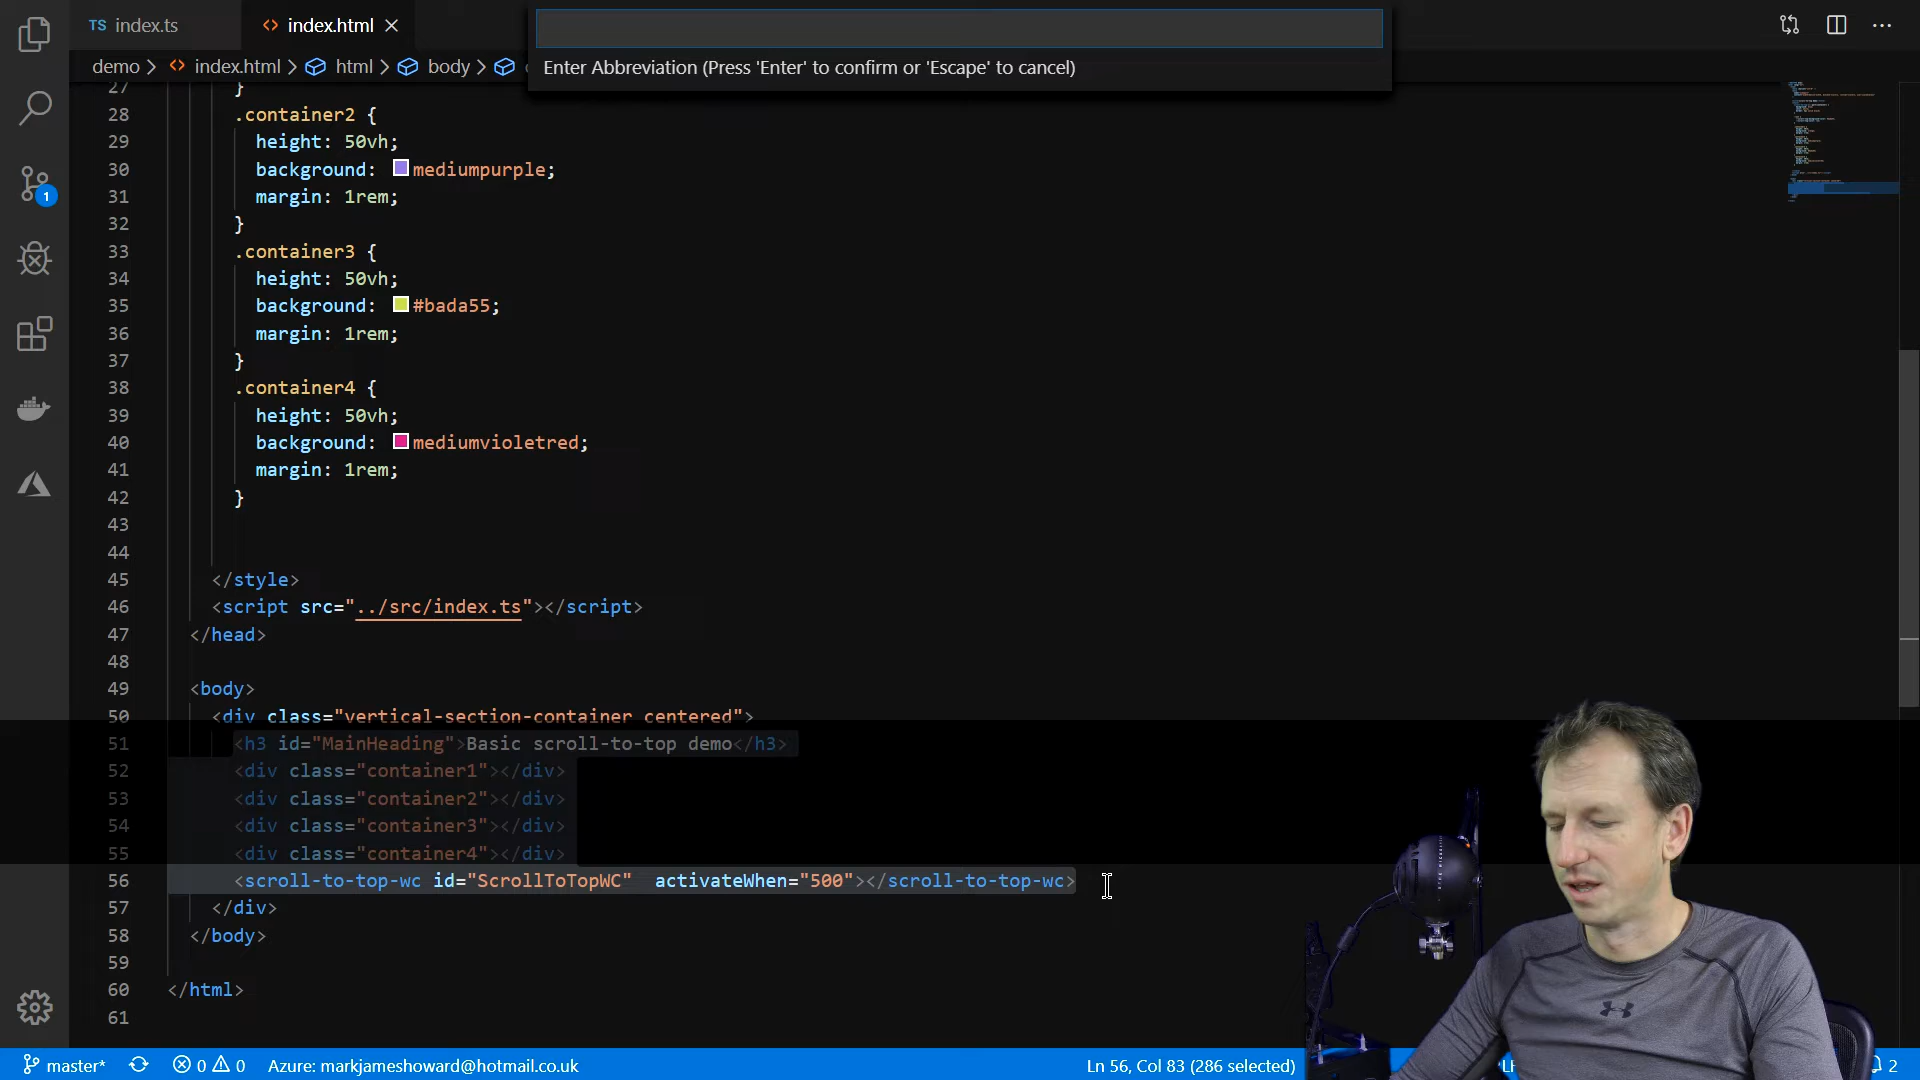 TS index.ts
<> index.html
demo > <> index.html > html > body >
Enter Abbreviation (Press 'Enter' to confirm or 'Escape' to cancel)
27 }
28 .container2 {
29 height: 50vh;
30 background: mediumpurple;
31 margin: 1rem;
32 }
33 .container3 {
34 height: 50vh;
35 background: #bada55;
36 margin: 1rem;
37 }
38 .container4 {
39 height: 50vh;
40 background: mediumvioletred;
41 margin: 1rem;
42 }
43
44
45 </style>
46 <script src="../src/index.ts"></script>
47 </head>
48
49 <body>
50 <div class="vertical-section-container centered">
51 <h3 id="MainHeading">Basic scroll-to-top demo</h3>
52 <div class="container1"></div>
53 <div class="container2"></div>
54 <div class="container3"></div>
55 <div class="container4"></div>
56 <scroll-to-top-wc id="ScrollToTopWC"  activateWhen="500"></scroll-to-top-wc>
57 </div>
58 </body>
59
60 </html>
61
1
master* 0 0 Azure: markjameshoward@hotmail.co.uk Ln 56, Col 83 (286 selected) 2